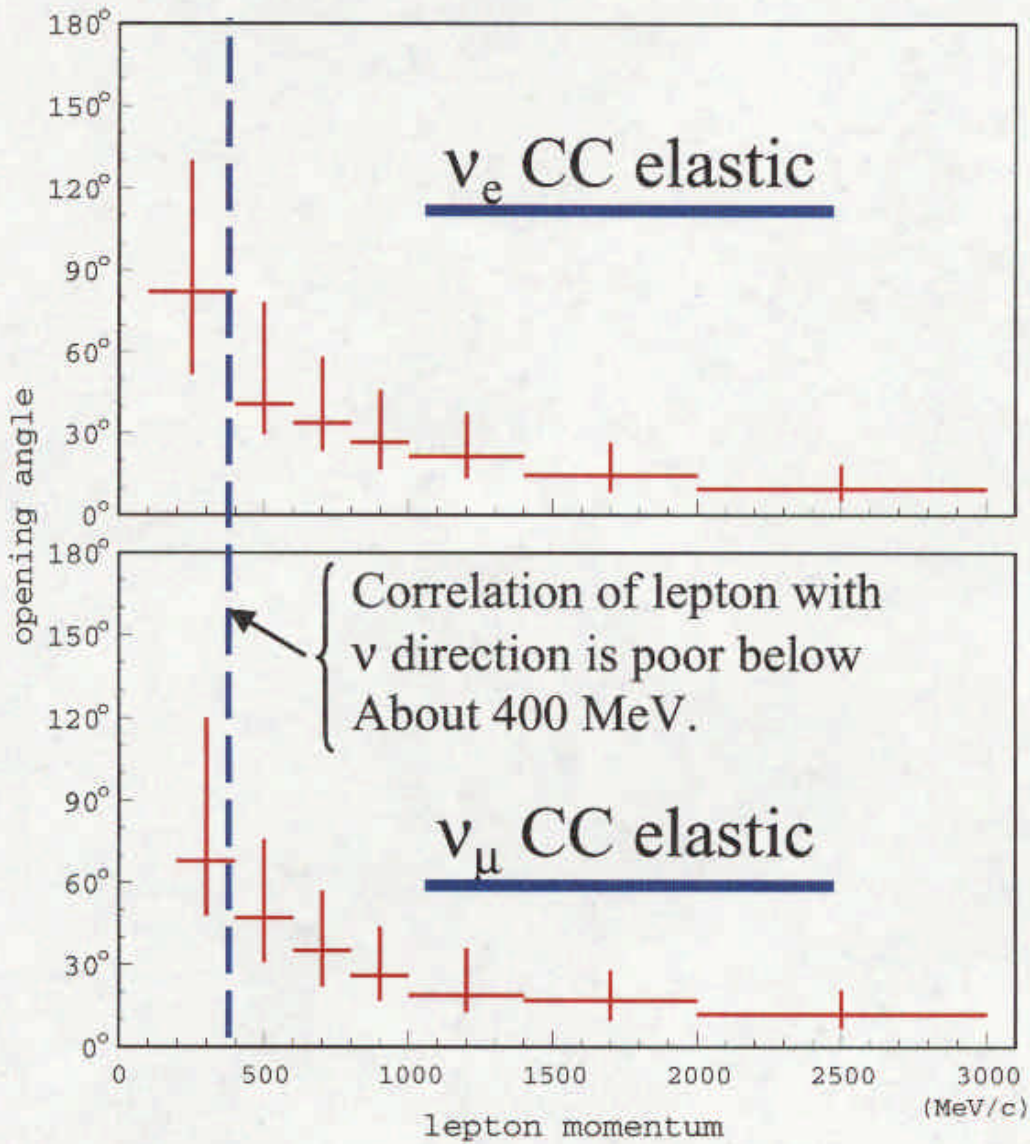 180°
150°
120°
90°
60°
30°
0°
νe CC elastic
opening angle
180°
150°
120°
90°
60°
30°
0°
Correlation of lepton with
ν direction is poor below
About 400 MeV.
νμ CC elastic
0 500 1000 1500 2000 2500 3000
(MeV/c)
lepton momentum